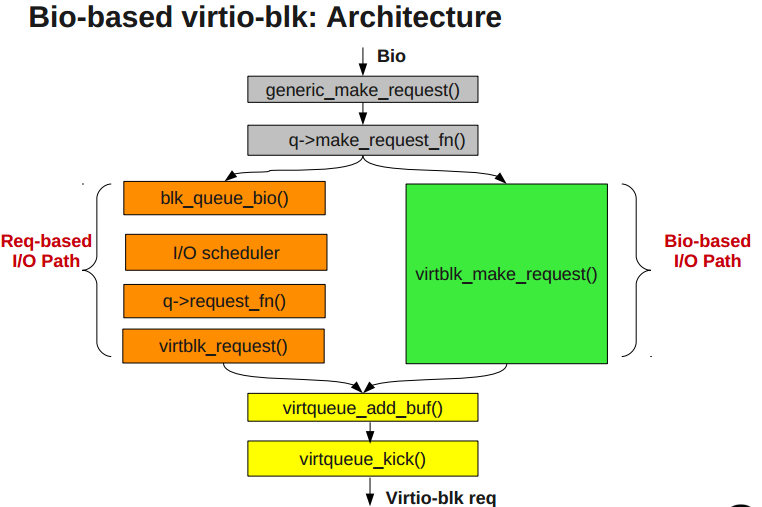 Bio-based virtio-blk: Architecture
Bio
generic_make_request()
q->make_request_fn()
blk_queue_bio()
I/O scheduler
q->request_fn()
virtblk_request()
Req-based
I/O Path
virtblk_make_request()
Bio-based
I/O Path
virtqueue_add_buf()
virtqueue_kick()
Virtio-blk req